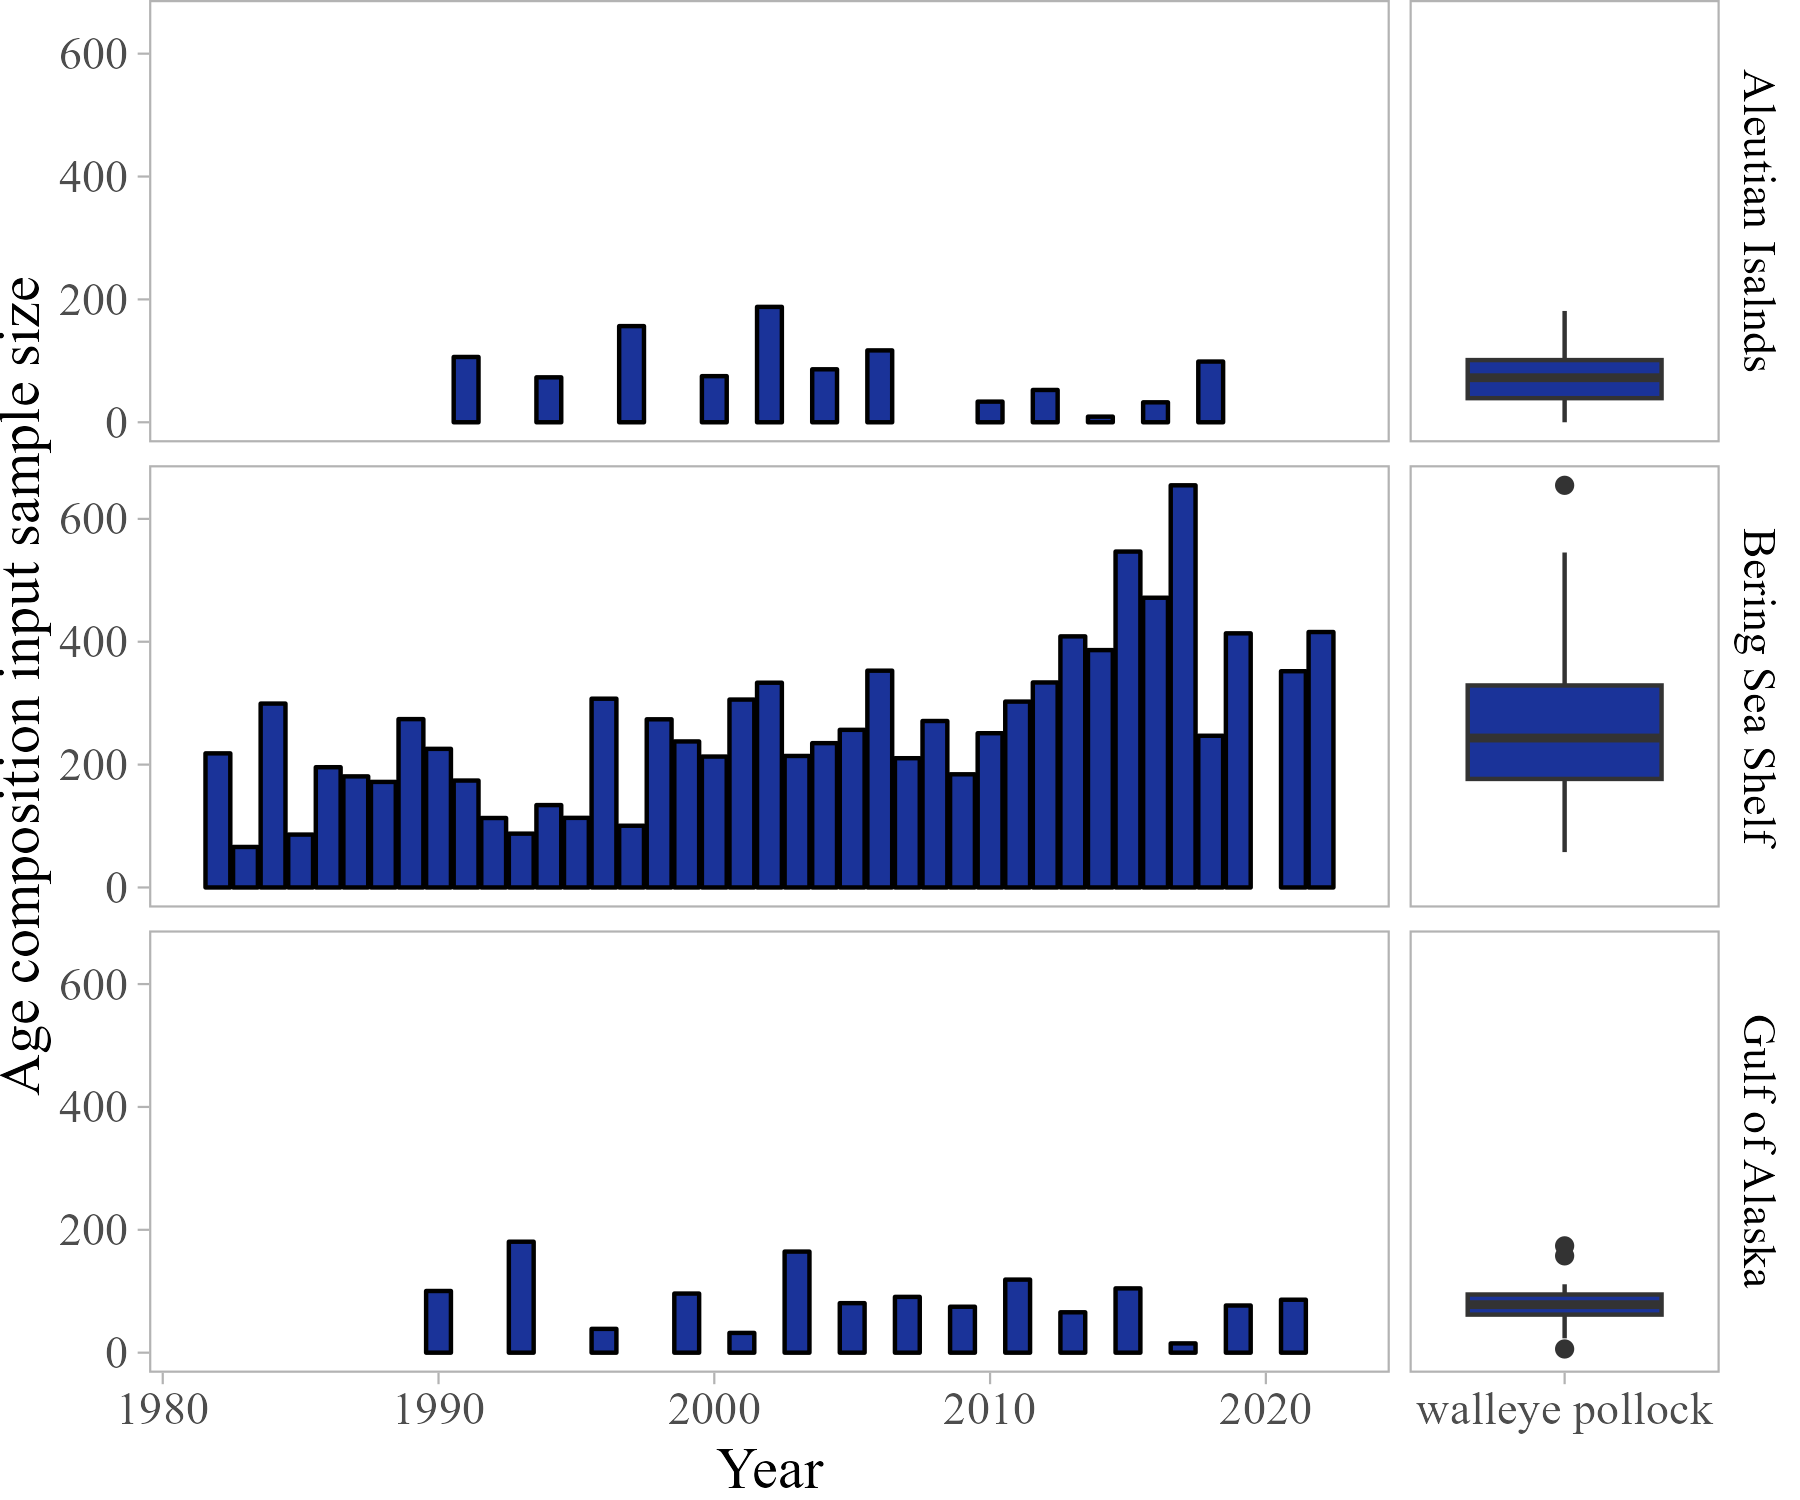 Age composition input sample size
600
400
200
0
Aleutian Isalnds
600
400
200
0
Bering Sea Shelf
600
400
200
0
Gulf of Alaska
1980 1990 2000 2010 2020 walleye pollock
Year